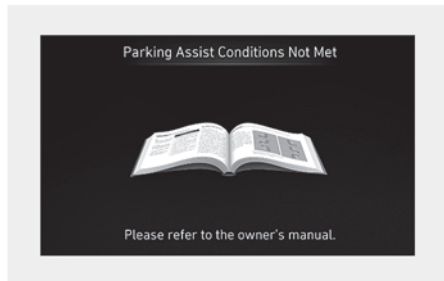 Parking Assist Conditions Not Met
Please refer to the owner's manual.